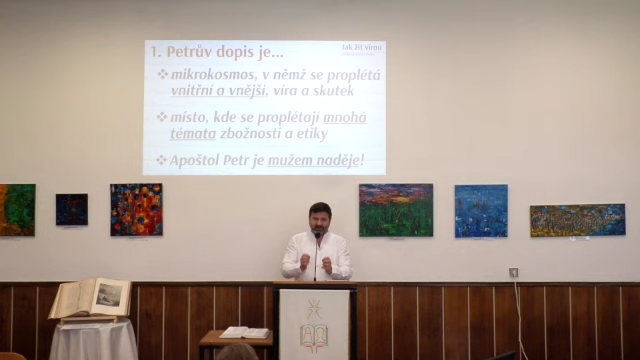 1. Petrův dopis je...
Jak žít vírou
❖ mikrokosmos, v němž se proplétá
vnitřní a vnější, víra a skutek
❖ místo, kde se proplétají mnohá
témata zbožnosti a etiky
❖ Apoštol Petr je mužem naděje!
A Ω